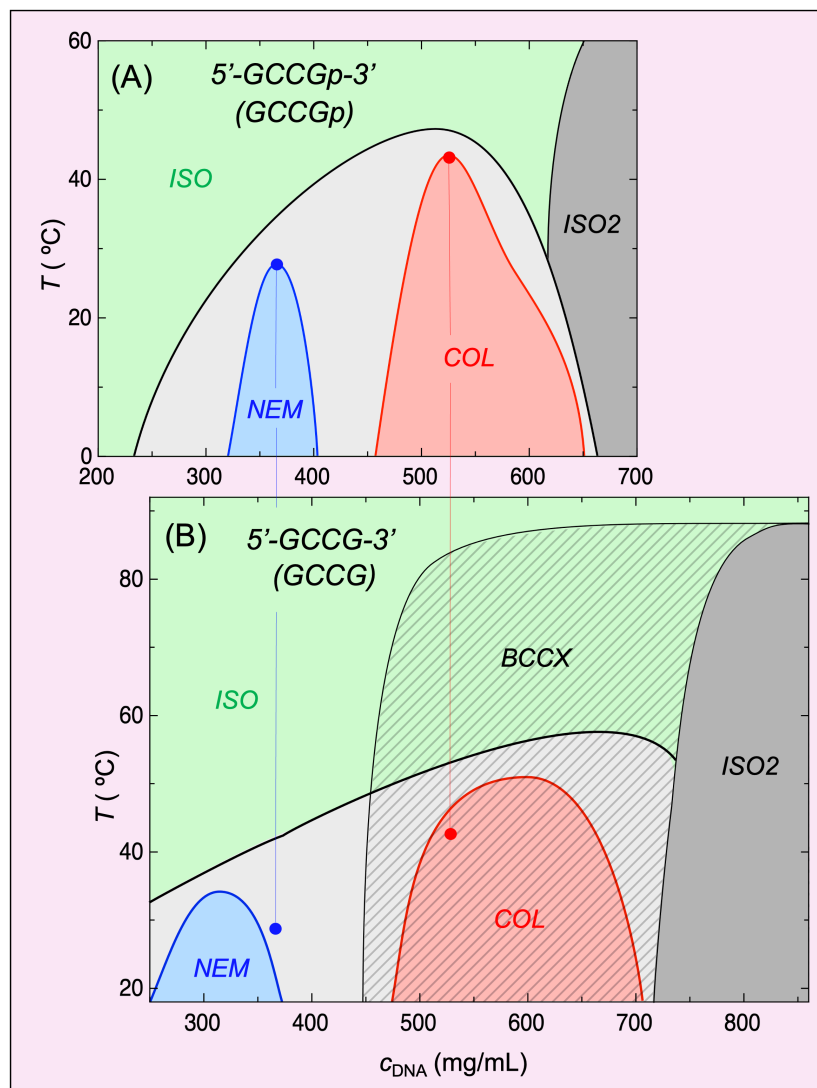 (A)
5'-GCCGp-3'
(GCCGp)
60
40
20
0
T ( ºC)
ISO
ISO2
COL
NEM
200 300 400 500 600 700
(B)
5'-GCCG-3'
(GCCG)
80
60
40
20
T ( ºC)
BCCX
ISO
ISO2
COL
NEM
300 400 500 600 700 800
cDNA (mg/mL)